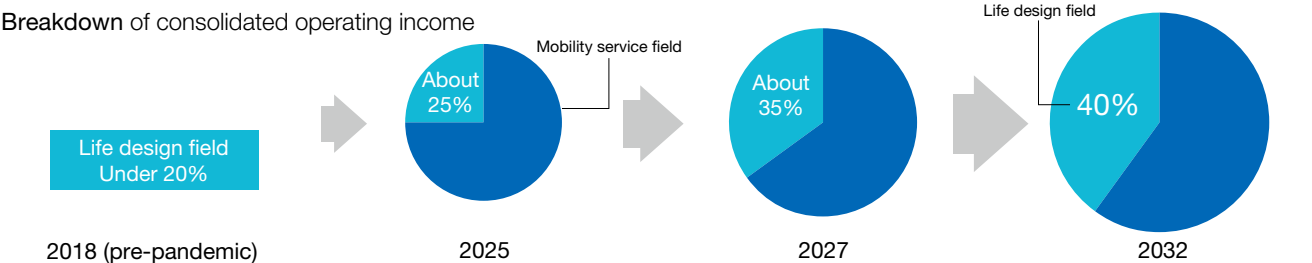 Breakdown of consolidated operating income
Life design field
Under 20%
2018 (pre-pandemic)
Mobility service field
About
25%
2025
About
35%
2027
Life design field
40%
2032